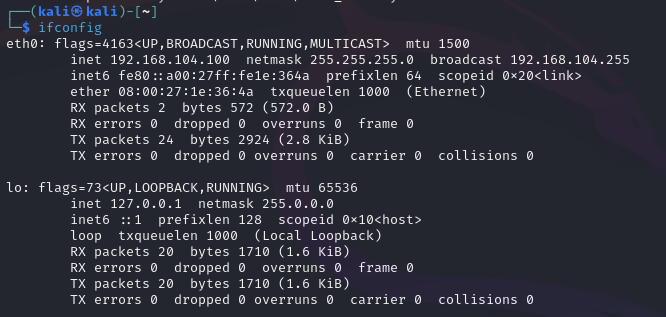 ┌──(kali㉿kali)-[~]
└─$ ifconfig
eth0: flags=4163<UP,BROADCAST,RUNNING,MULTICAST>  mtu 1500
        inet 192.168.104.100  netmask 255.255.255.0  broadcast 192.168.104.255
        inet6 fe80::a00:27ff:fe1e:364a  prefixlen 64  scopeid 0×20<link>
        ether 08:00:27:1e:36:4a  txqueuelen 1000  (Ethernet)
        RX packets 2  bytes 572 (572.0 B)
        RX errors 0  dropped 0  overruns 0  frame 0
        TX packets 24  bytes 2924 (2.8 KiB)
        TX errors 0  dropped 0 overruns 0  carrier 0  collisions 0

lo: flags=73<UP,LOOPBACK,RUNNING>  mtu 65536
        inet 127.0.0.1  netmask 255.0.0.0
        inet6 ::1  prefixlen 128  scopeid 0×10<host>
        loop  txqueuelen 1000  (Local Loopback)
        RX packets 20  bytes 1710 (1.6 KiB)
        RX errors 0  dropped 0  overruns 0  frame 0
        TX packets 20  bytes 1710 (1.6 KiB)
        TX errors 0  dropped 0 overruns 0  carrier 0  collisions 0